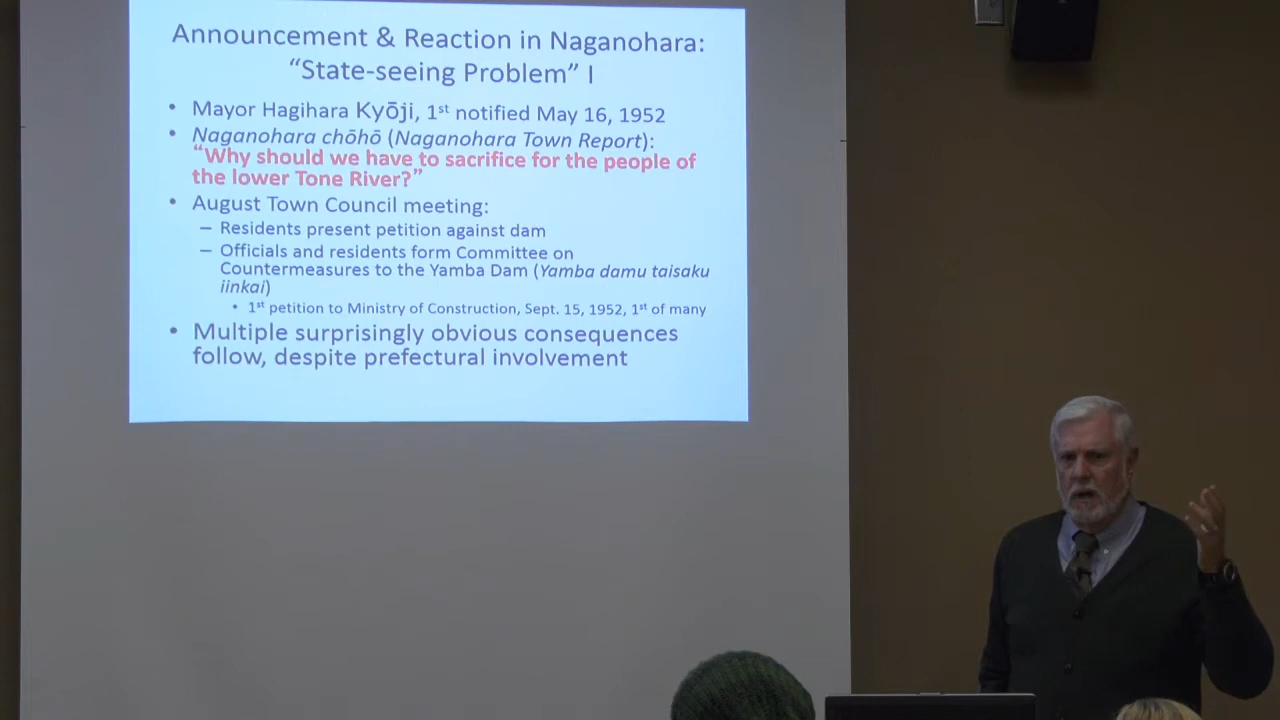 Announcement & Reaction in Naganohara:
“State-seeing Problem” I
• Mayor Hagihara Kyōji, 1st notified May 16, 1952
• Naganohara chōhō (Naganohara Town Report):
“Why should we have to sacrifice for the people of
the lower Tone River?”
• August Town Council meeting:
– Residents present petition against dam
– Officials and residents form Committee on
Countermeasures to the Yamba Dam (Yamba damu taisaku
iinkai)
• 1st petition to Ministry of Construction, Sept. 15, 1952, 1st of many
• Multiple surprisingly obvious consequences
follow, despite prefectural involvement